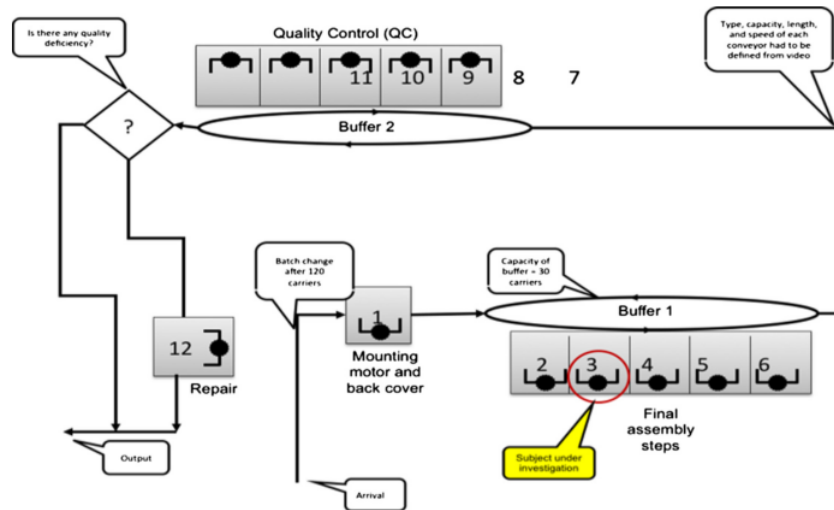 Is there any quality
deficiency?
Quality Control (QC)
Type, capacity, length,
and speed of each
conveyor had to be
defined from video
11 10 9 8 7
?
Buffer 2
Batch change
after 120
carriers
Capacity of
buffer = 30
carriers
1
Buffer 1
12
Mounting
motor and
back cover
2 3 4 5 6
Repair
Final
assembly
steps
Output
Subject under
investigation
Arrival